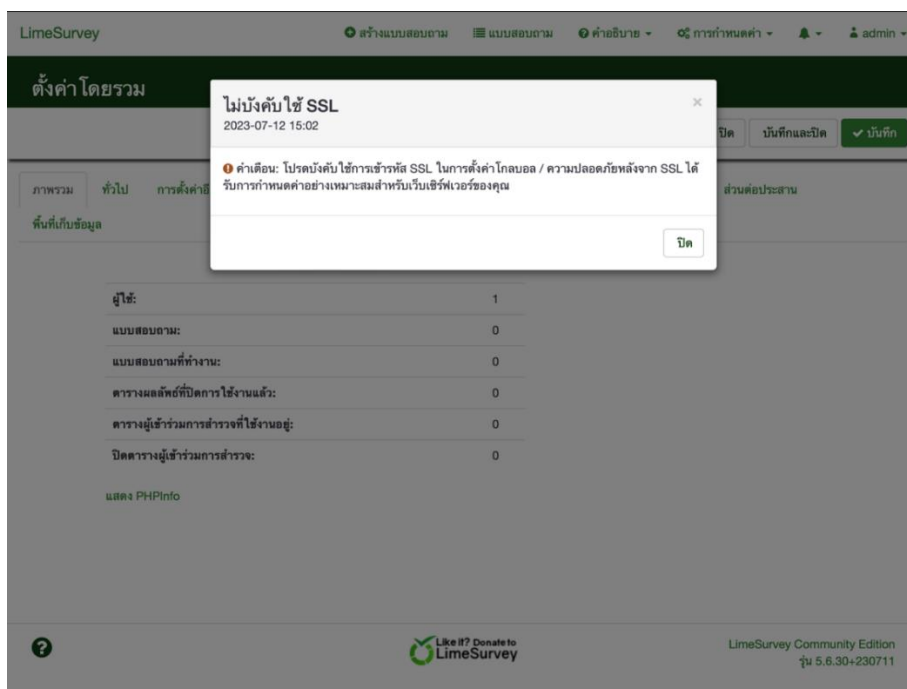 LimeSurvey
สร้างแบบสอบถาม แบบสอบถาม คำอธิบาย การกำหนดค่า admin
ตั้งค่าโดยรวม
ปิด บันทึกและปิด บันทึก
ไม่บังคับใช้ SSL ×
2023-07-12 15:02
คำเตือน: โปรดบังคับใช้การเข้ารหัส SSL ในการตั้งค่าโกลบอล / ความปลอดภัยหลังจาก SSL ได้
รับการกำหนดค่าอย่างเหมาะสมสำหรับเว็บเซิร์ฟเวอร์ของคุณ
ปิด
ภาพรวม ทั่วไป ส่วนต่อประสาน
พื้นที่เก็บข้อมูล
ผู้ใช้: 1
แบบสอบถาม: 0
แบบสอบถามที่ทำงาน: 0
ตารางผลลัพธ์ที่ปิดการใช้งานแล้ว: 0
ตารางผู้เข้าร่วมการสำรวจที่ใช้งานอยู่: 0
ปิดตารางผู้เข้าร่วมการสำรวจ: 0
แสดง PHPInfo
Like it? Donate to
LimeSurvey
LimeSurvey Community Edition
รุ่น 5.6.30+230711